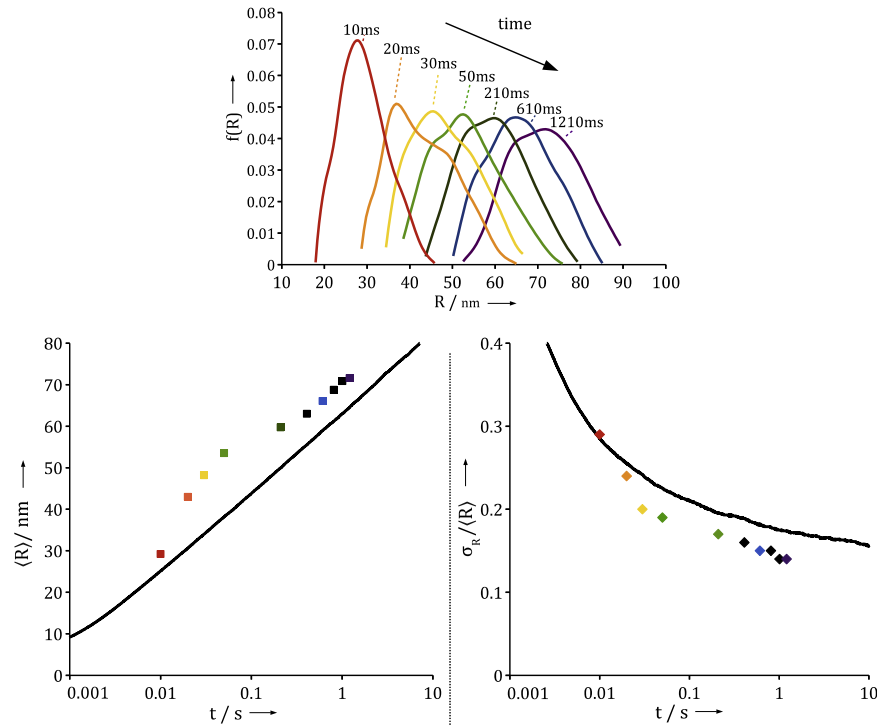 time
0.08
0.07
0.06
0.05
0.04
0.03
0.02
0.01
0
f(R)
10ms
20ms
30ms
50ms
210ms
610ms
1210ms
10 20 30 40 50 60 70 80 90 100
R / nm
80
70
60
50
40
30
20
10
0
⟨R⟩/ nm
0.001 0.01 0.1 1 10
t / s
0.4
0.3
0.2
0.1
0
σ_R/⟨R⟩
0.001 0.01 0.1 1 10
t / s